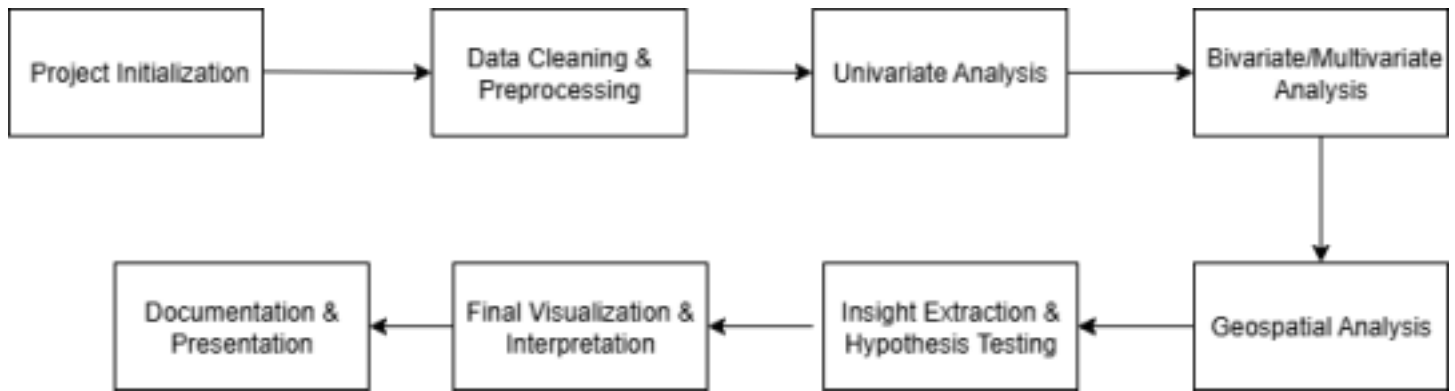 Project Initialization
Data Cleaning &
Preprocessing
Univariate Analysis
Bivariate/Multivariate
Analysis
Geospatial Analysis
Insight Extraction &
Hypothesis Testing
Final Visualization &
Interpretation
Documentation &
Presentation